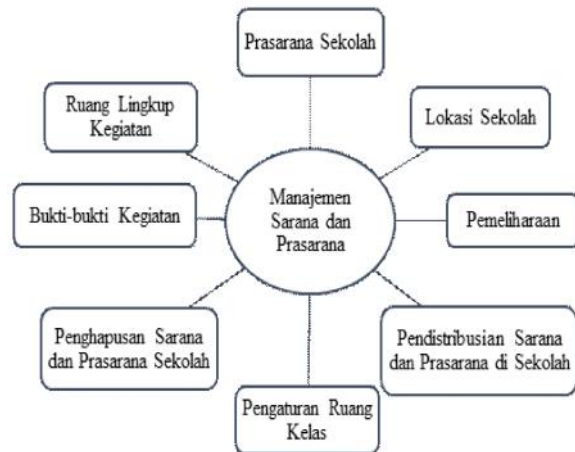 Prasarana Sekolah
Ruang Lingkup
Kegiatan
Lokasi Sekolah
Manajemen
Sarana dan
Prasarana
Bukti-bukti Kegiatan
Pemeliharaan
Penghapusan Sarana
dan Prasarana Sekolah
Pendistribusian Sarana
dan Prasarana di Sekolah
Pengaturan Ruang
Kelas